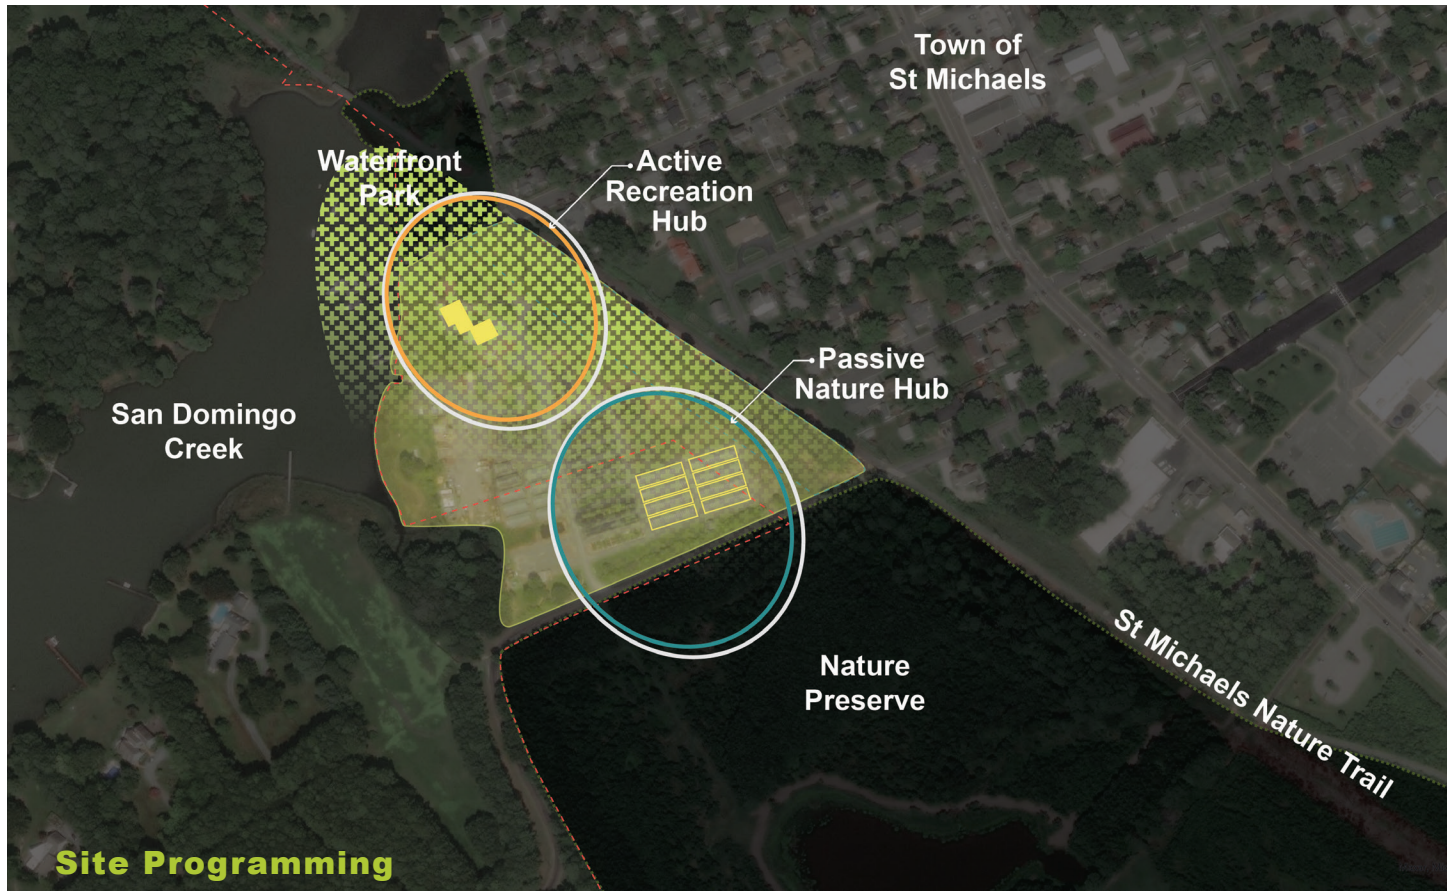 Town of
St Michaels
Waterfront
Park
Active
Recreation
Hub
Passive
Nature Hub
San Domingo
Creek
Nature
Preserve
St Michaels Nature Trail
Site Programming